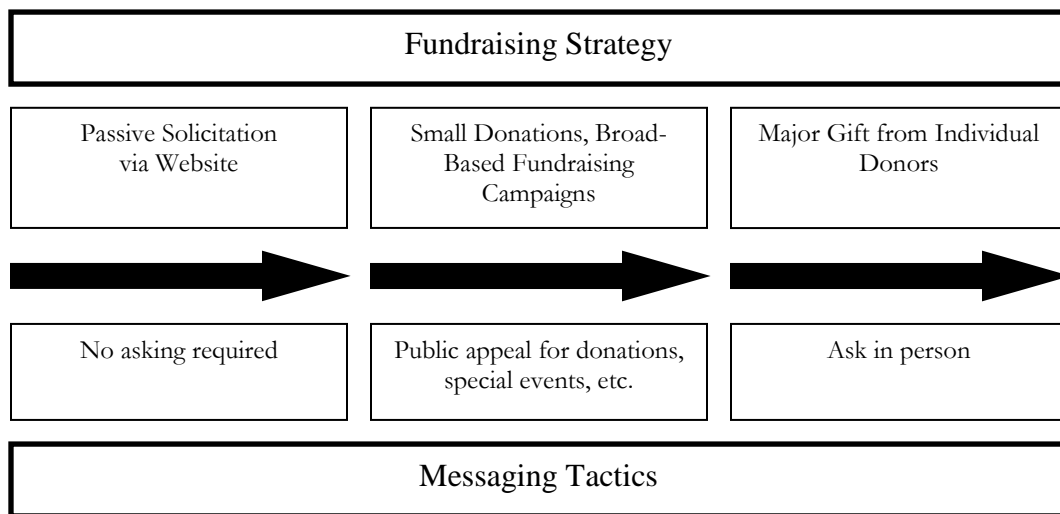 Fundraising Strategy
Passive Solicitation
via Website
Small Donations, Broad-
Based Fundraising
Campaigns
Major Gift from Individual
Donors
No asking required
Public appeal for donations,
special events, etc.
Ask in person
Messaging Tactics